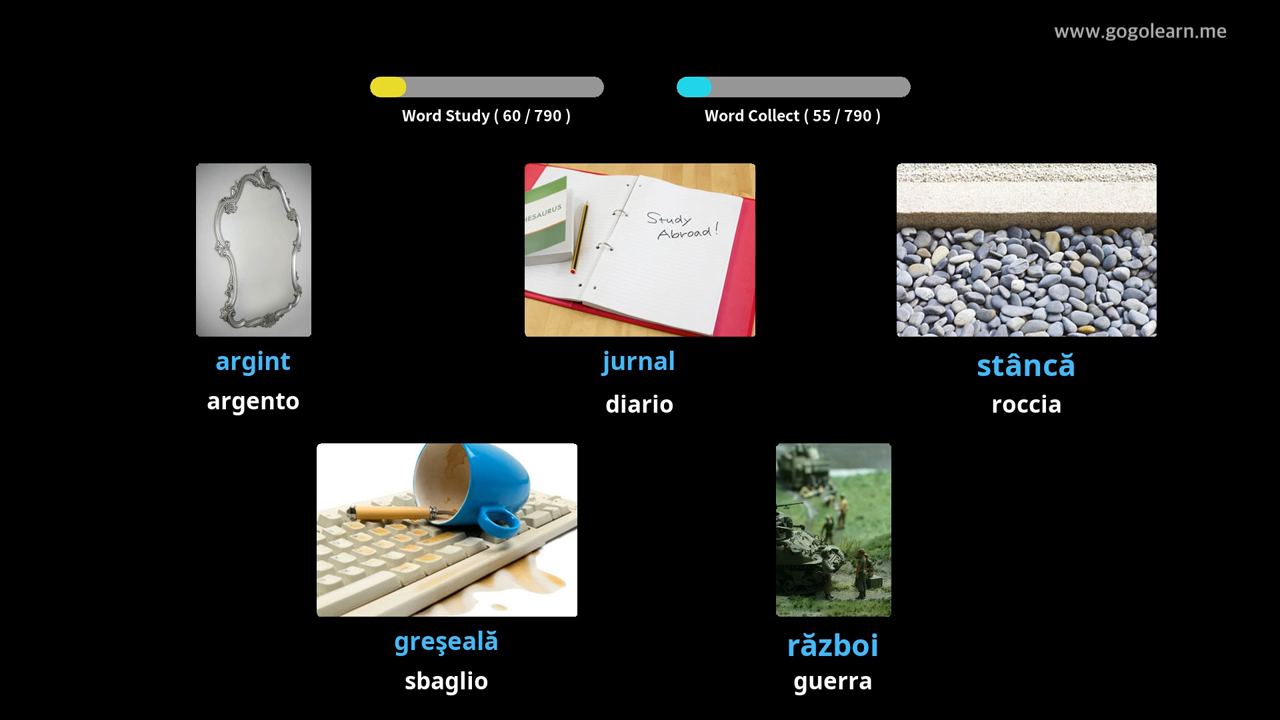 www.gogolearn.me
Word Study ( 60 / 790 )
Word Collect ( 55 / 790 )
HESAURUS
Study
Abroad!
argint
argento
jurnal
diario
stâncă
roccia
greşeală
sbaglio
război
guerra